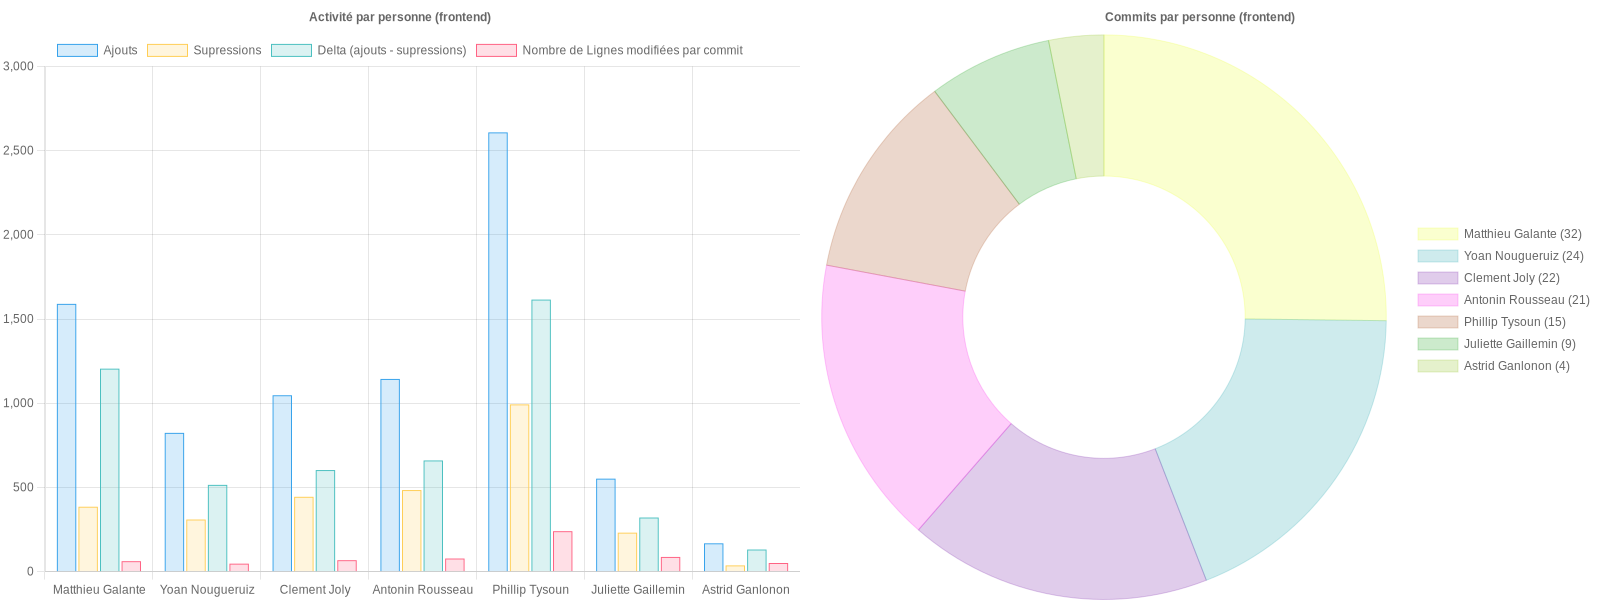 Activité par personne (frontend)
Ajouts
Supressions
Delta (ajouts - supressions)
Nombre de Lignes modifiées par commit
3,000
2,500
2,000
1,500
1,000
500
0
Matthieu Galante
Yoan Nougueruiz
Clement Joly
Antonin Rousseau
Phillip Tysoun
Juliette Gaillemin
Astrid Ganlonon
Commits par personne (frontend)
Matthieu Galante (32)
Yoan Nougueruiz (24)
Clement Joly (22)
Antonin Rousseau (21)
Phillip Tysoun (15)
Juliette Gaillemin (9)
Astrid Ganlonon (4)